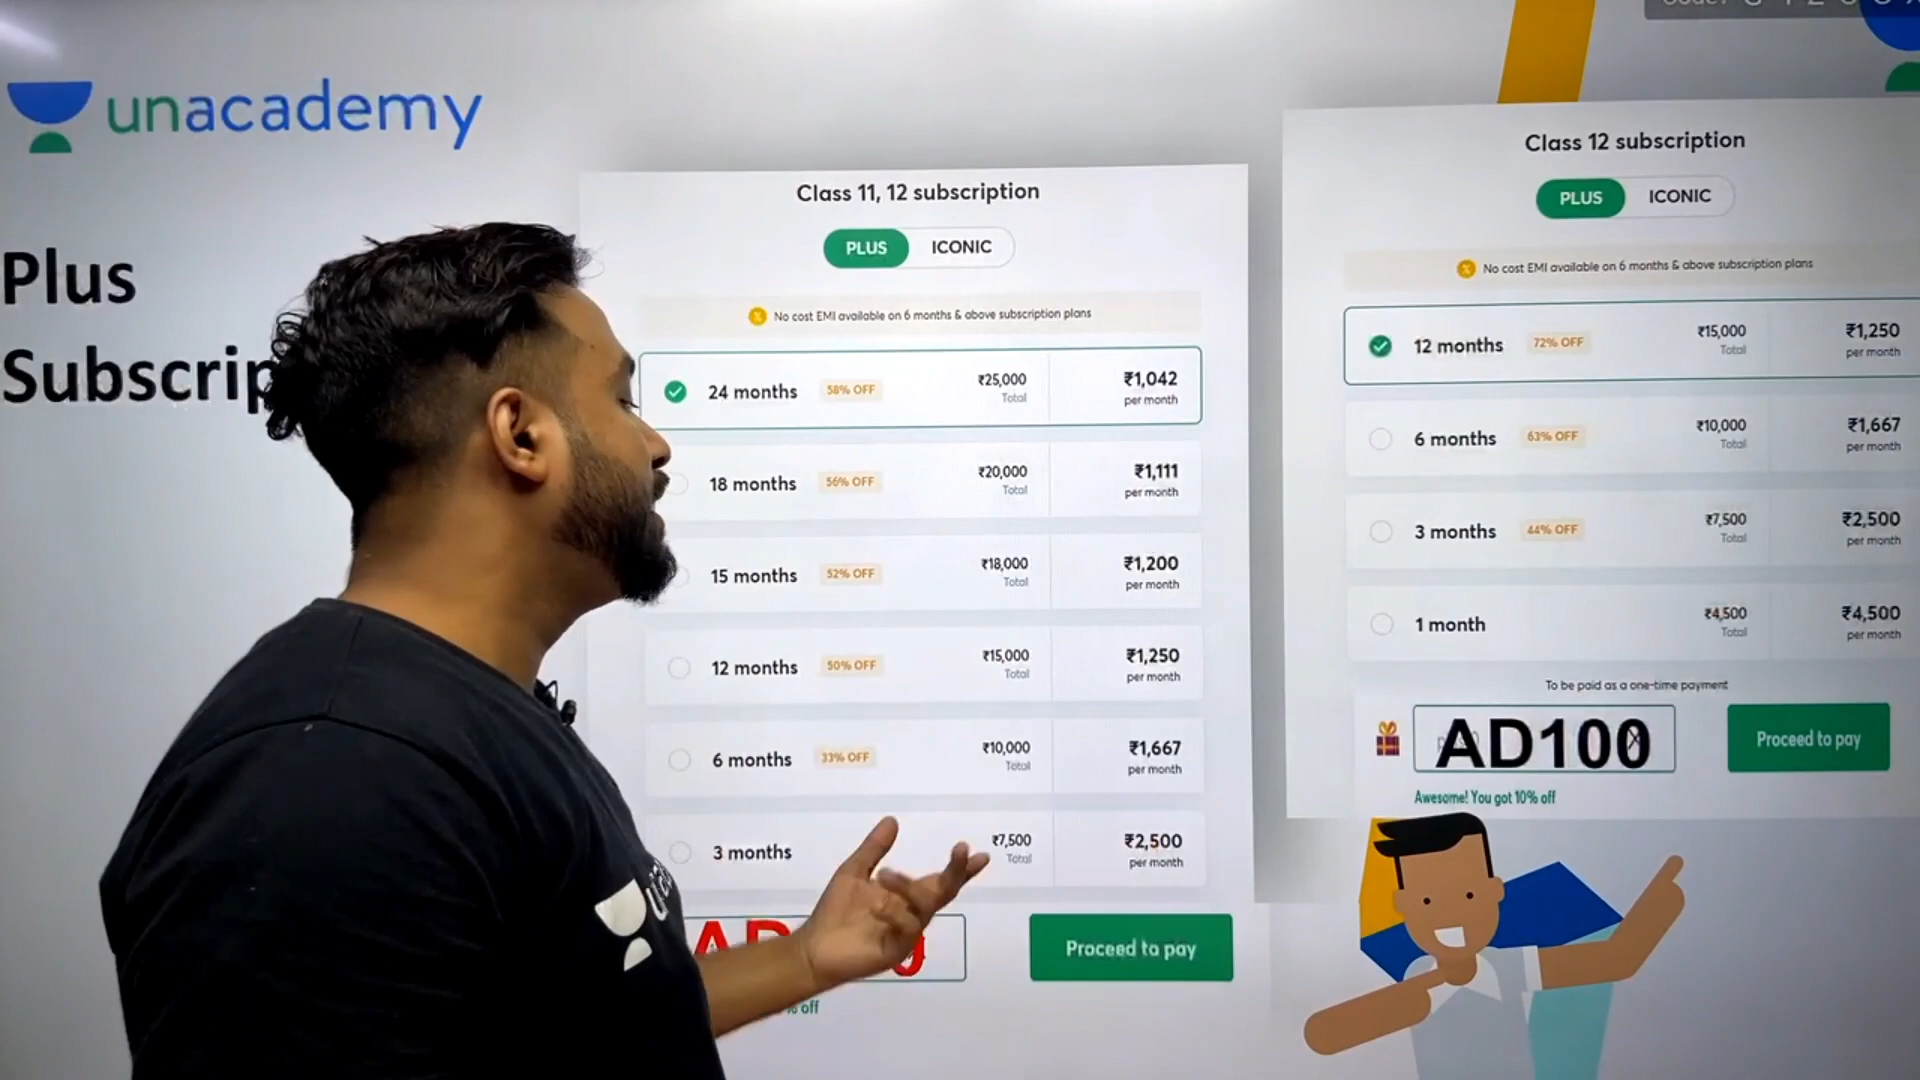 unacademy
Plus
Class 11, 12 subscription
PLUS ICONIC
No cost EMI available on 6 months & above subscription plans
24 months 58% OFF ₹25,000 Total ₹1,042 per month
18 months 56% OFF ₹20,000 Total ₹1,111 per month
15 months 52% OFF ₹18,000 Total ₹1,200 per month
12 months 50% OFF ₹15,000 Total ₹1,250 per month
6 months 33% OFF ₹10,000 Total ₹1,667 per month
3 months ₹7,500 Total ₹2,500 per month
Proceed to pay
off
Class 12 subscription
PLUS ICONIC
No cost EMI available on 6 months & above subscription plans
12 months 72% OFF ₹15,000 Total ₹1,250 per month
6 months 63% OFF ₹10,000 Total ₹1,667 per month
3 months 44% OFF ₹7,500 Total ₹2,500 per month
1 month ₹4,500 Total ₹4,500 per month
To be paid as a one-time payment
AD100 Proceed to pay
Awesome! You got 10% off